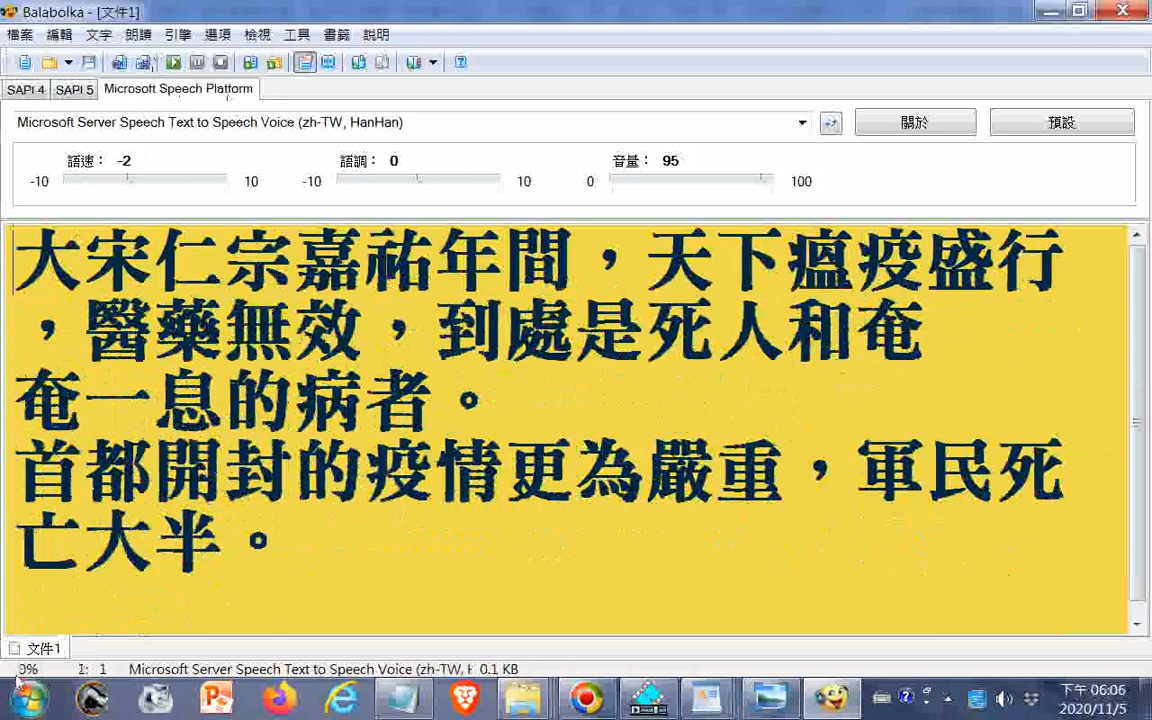 Balabolka - [文件1]
檔案 編輯 文字 朗讀 引擎 選項 檢視 工具 書籤 說明
SAPI 4 SAPI 5 Microsoft Speech Platform
Microsoft Server Speech Text to Speech Voice (zh-TW, HanHan) 關於 預設
語速： -2 語調： 0 音量： 95
-10 10 -10 10 0 100
大宋仁宗嘉祐年間，天下瘟疫盛行
，醫藥無效，到處是死人和奄
奄一息的病者。
首都開封的疫情更為嚴重，軍民死
亡大半。
文件1
0% 1: 1 Microsoft Server Speech Text to Speech Voice (zh-TW, H 0.1 KB
下午 06:06
2020/11/5